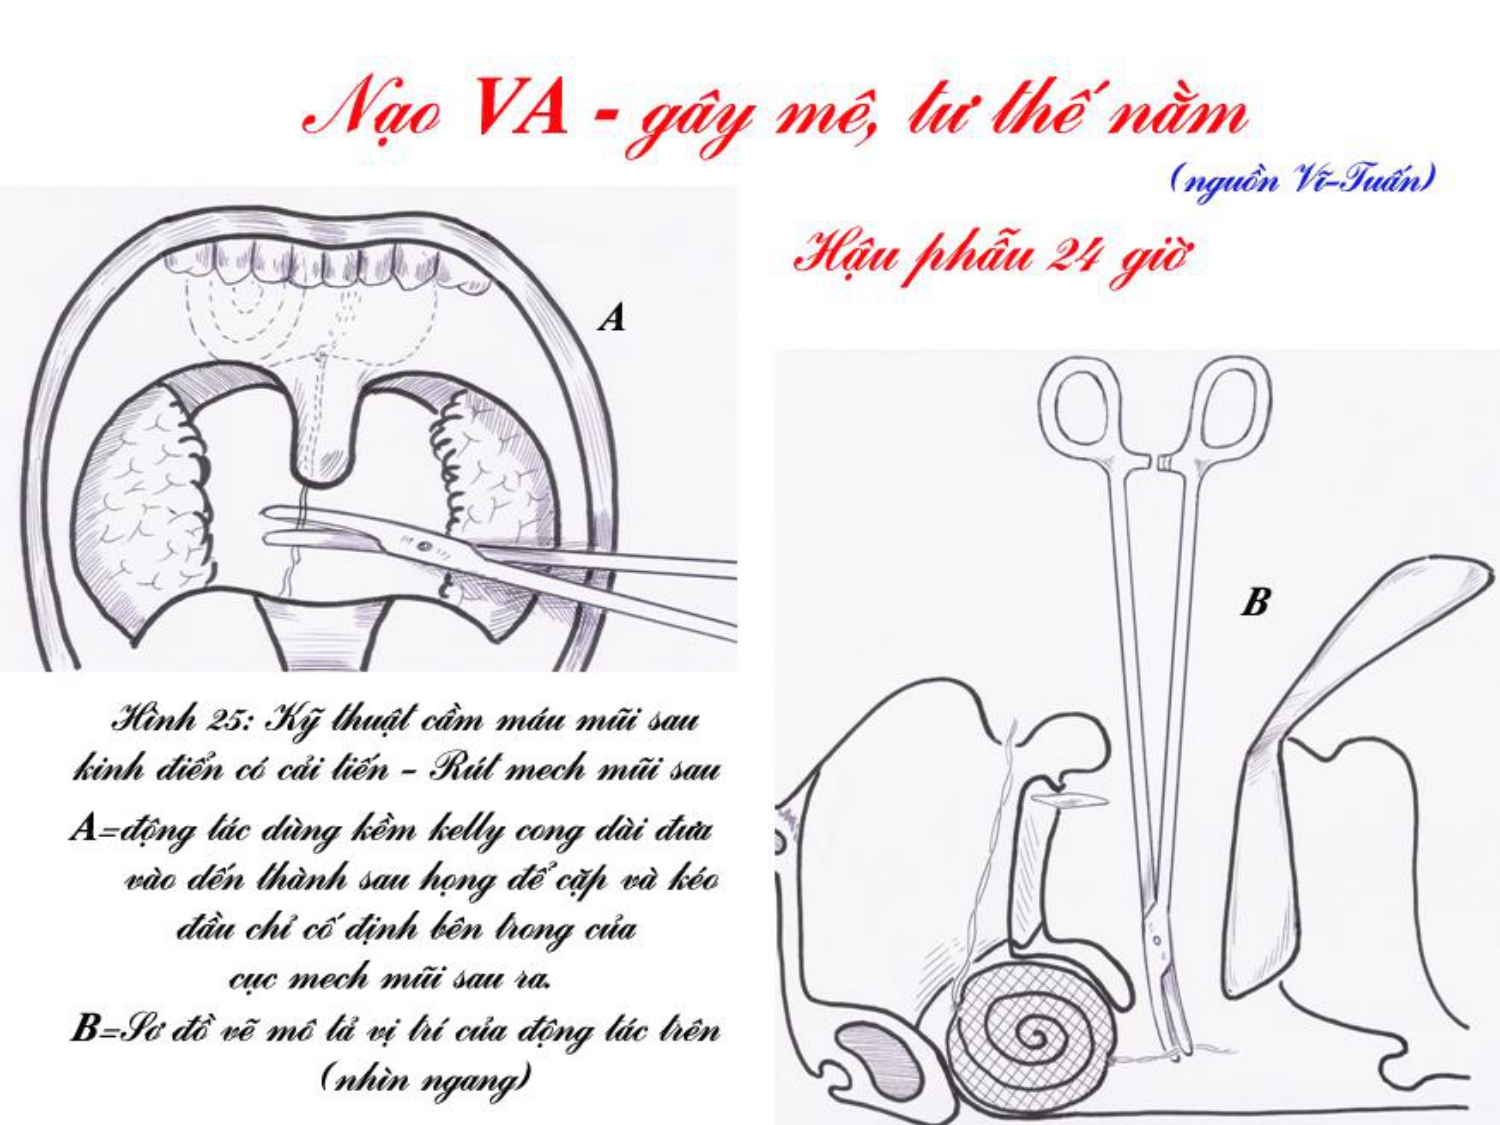 Nạo VA - gây mê, tư thế nằm
(nguồn Vĩ-Tuấn)
Hậu phẫu 24 giờ
A
B
Hình 25: Kỹ thuật cầm máu mũi sau
kinh điển có cải tiến - Rút mech mũi sau
A=động tác dùng kềm kelly cong dài đưa
vào dến thành sau họng để cặp và kéo
đầu chỉ cố định bên trong của
cục mech mũi sau ra.
B=Sơ đồ vẽ mô tả vị trí của động tác trên
(nhìn ngang)